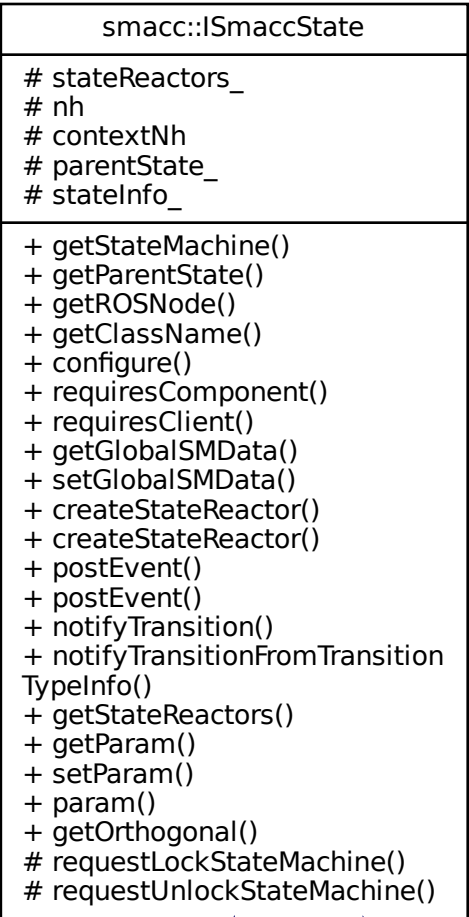 smacc::ISmaccState
# stateReactors_
# nh
# contextNh
# parentState_
# stateInfo_
+ getStateMachine()
+ getParentState()
+ getROSNode()
+ getClassName()
+ configure()
+ requiresComponent()
+ requiresClient()
+ getGlobalSMData()
+ setGlobalSMData()
+ createStateReactor()
+ createStateReactor()
+ postEvent()
+ postEvent()
+ notifyTransition()
+ notifyTransitionFromTransition
TypeInfo()
+ getStateReactors()
+ getParam()
+ setParam()
+ param()
+ getOrthogonal()
# requestLockStateMachine()
# requestUnlockStateMachine()